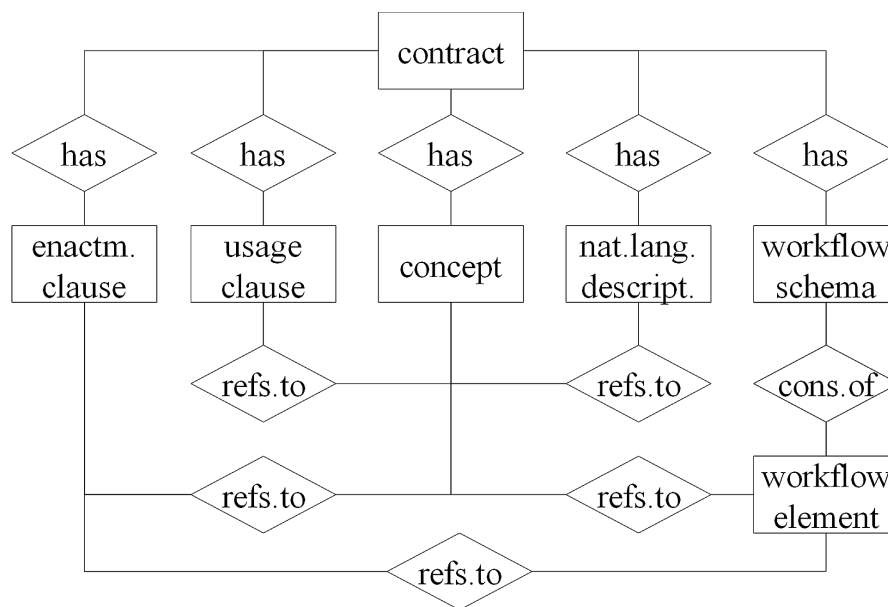 contract
has
has
has
has
has
enactm.
clause
usage
clause
concept
nat.lang.
descript.
workflow
schema
refs.to
refs.to
cons.of
refs.to
refs.to
workflow
element
refs.to